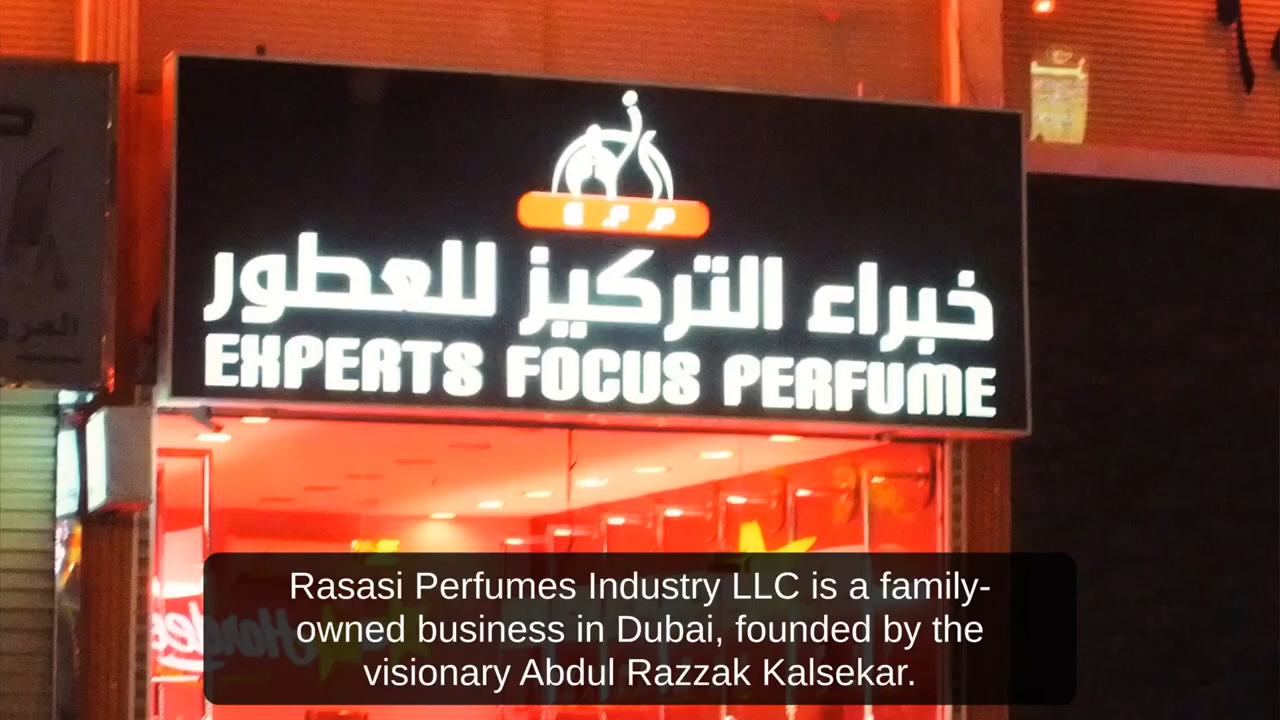 E F P
خبراء التركيز للعطور
EXPERTS FOCUS PERFUME
Hardee's
Rasasi Perfumes Industry LLC is a family-
owned business in Dubai, founded by the
visionary Abdul Razzak Kalsekar.